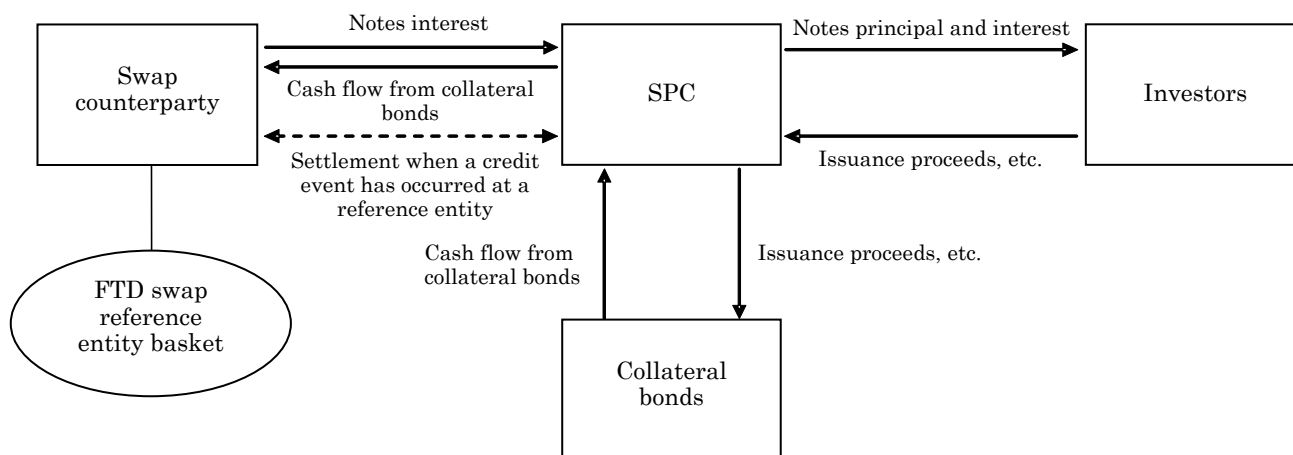 Notes interest
Notes principal and interest
Swap
counterparty
SPC
Investors
Cash flow from collateral
bonds
Settlement when a credit
event has occurred at a
reference entity
Issuance proceeds, etc.
Cash flow from
collateral bonds
Issuance proceeds, etc.
FTD swap
reference
entity basket
Collateral
bonds